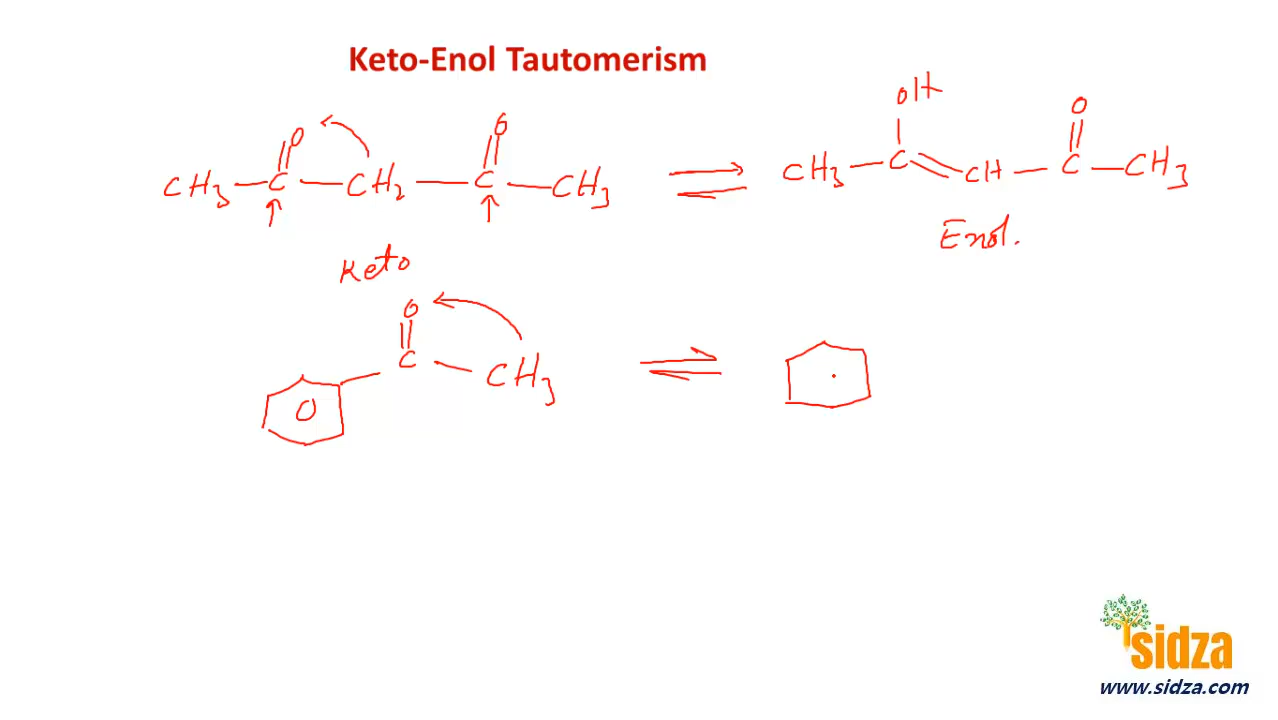 Keto-Enol Tautomerism
O O OH O
CH3 C CH2 C CH3 CH3 C CH C CH3
Keto Enol.
O
C CH3
sidza
www.sidza.com